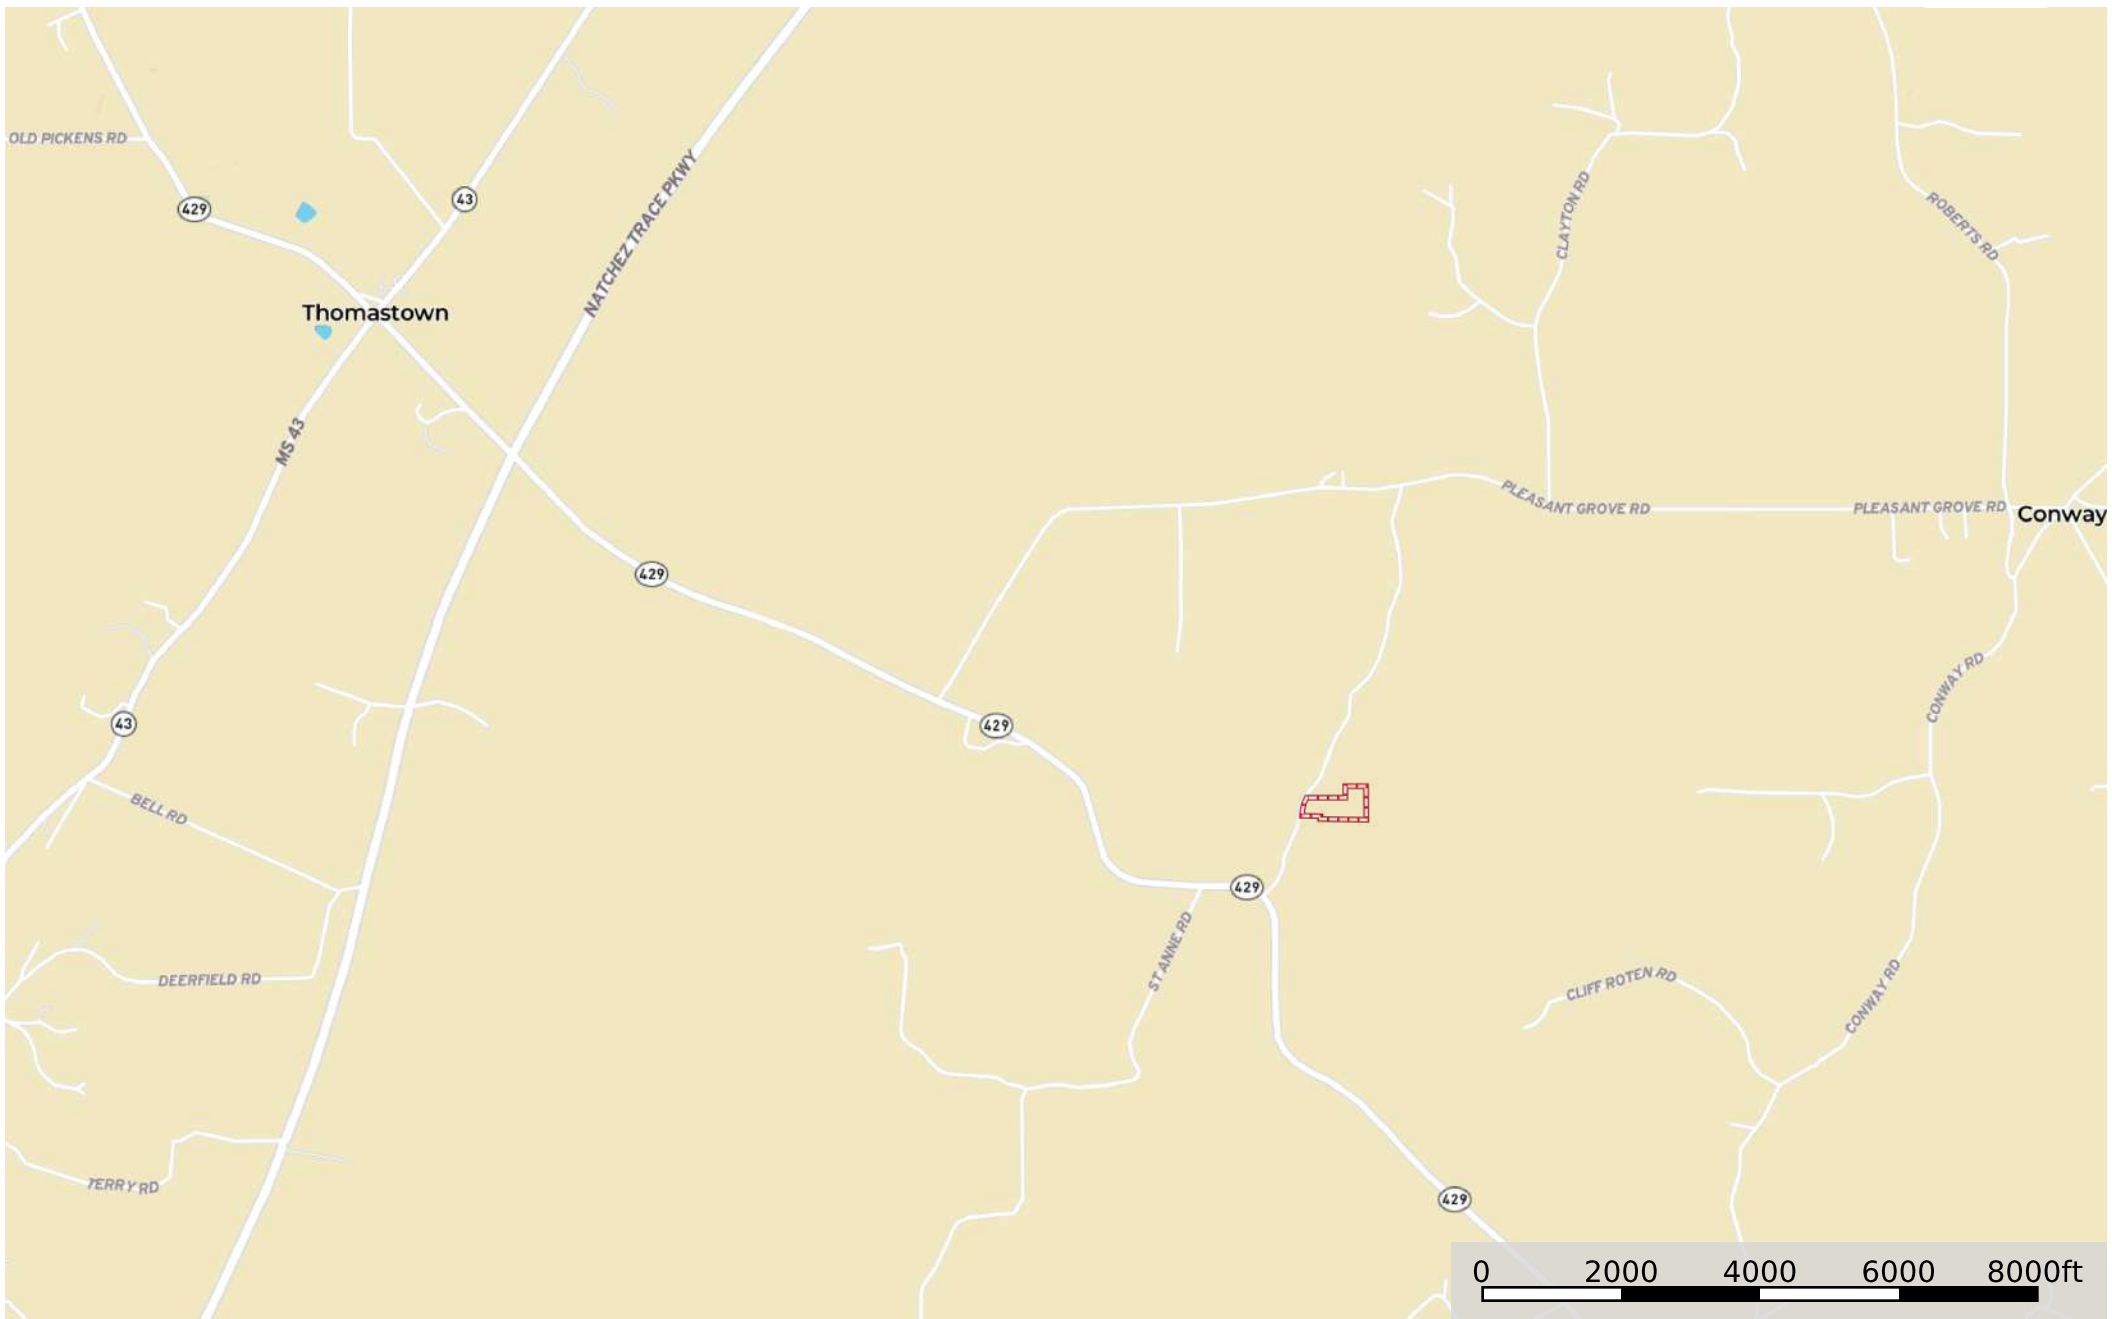 OLD PICKENS RD
429
43
NATCHEZ TRACE PKWY
CLAYTON RD
ROBERTS RD
Thomastown
MS 43
PLEASANT GROVE RD
PLEASANT GROVE RD
Conway
429
CONWAY RD
43
429
BELL RD
429
ST ANNE RD
DEERFIELD RD
CLIFF ROTEN RD
CONWAY RD
TERRY RD
429
0 2000 4000 6000 8000ft